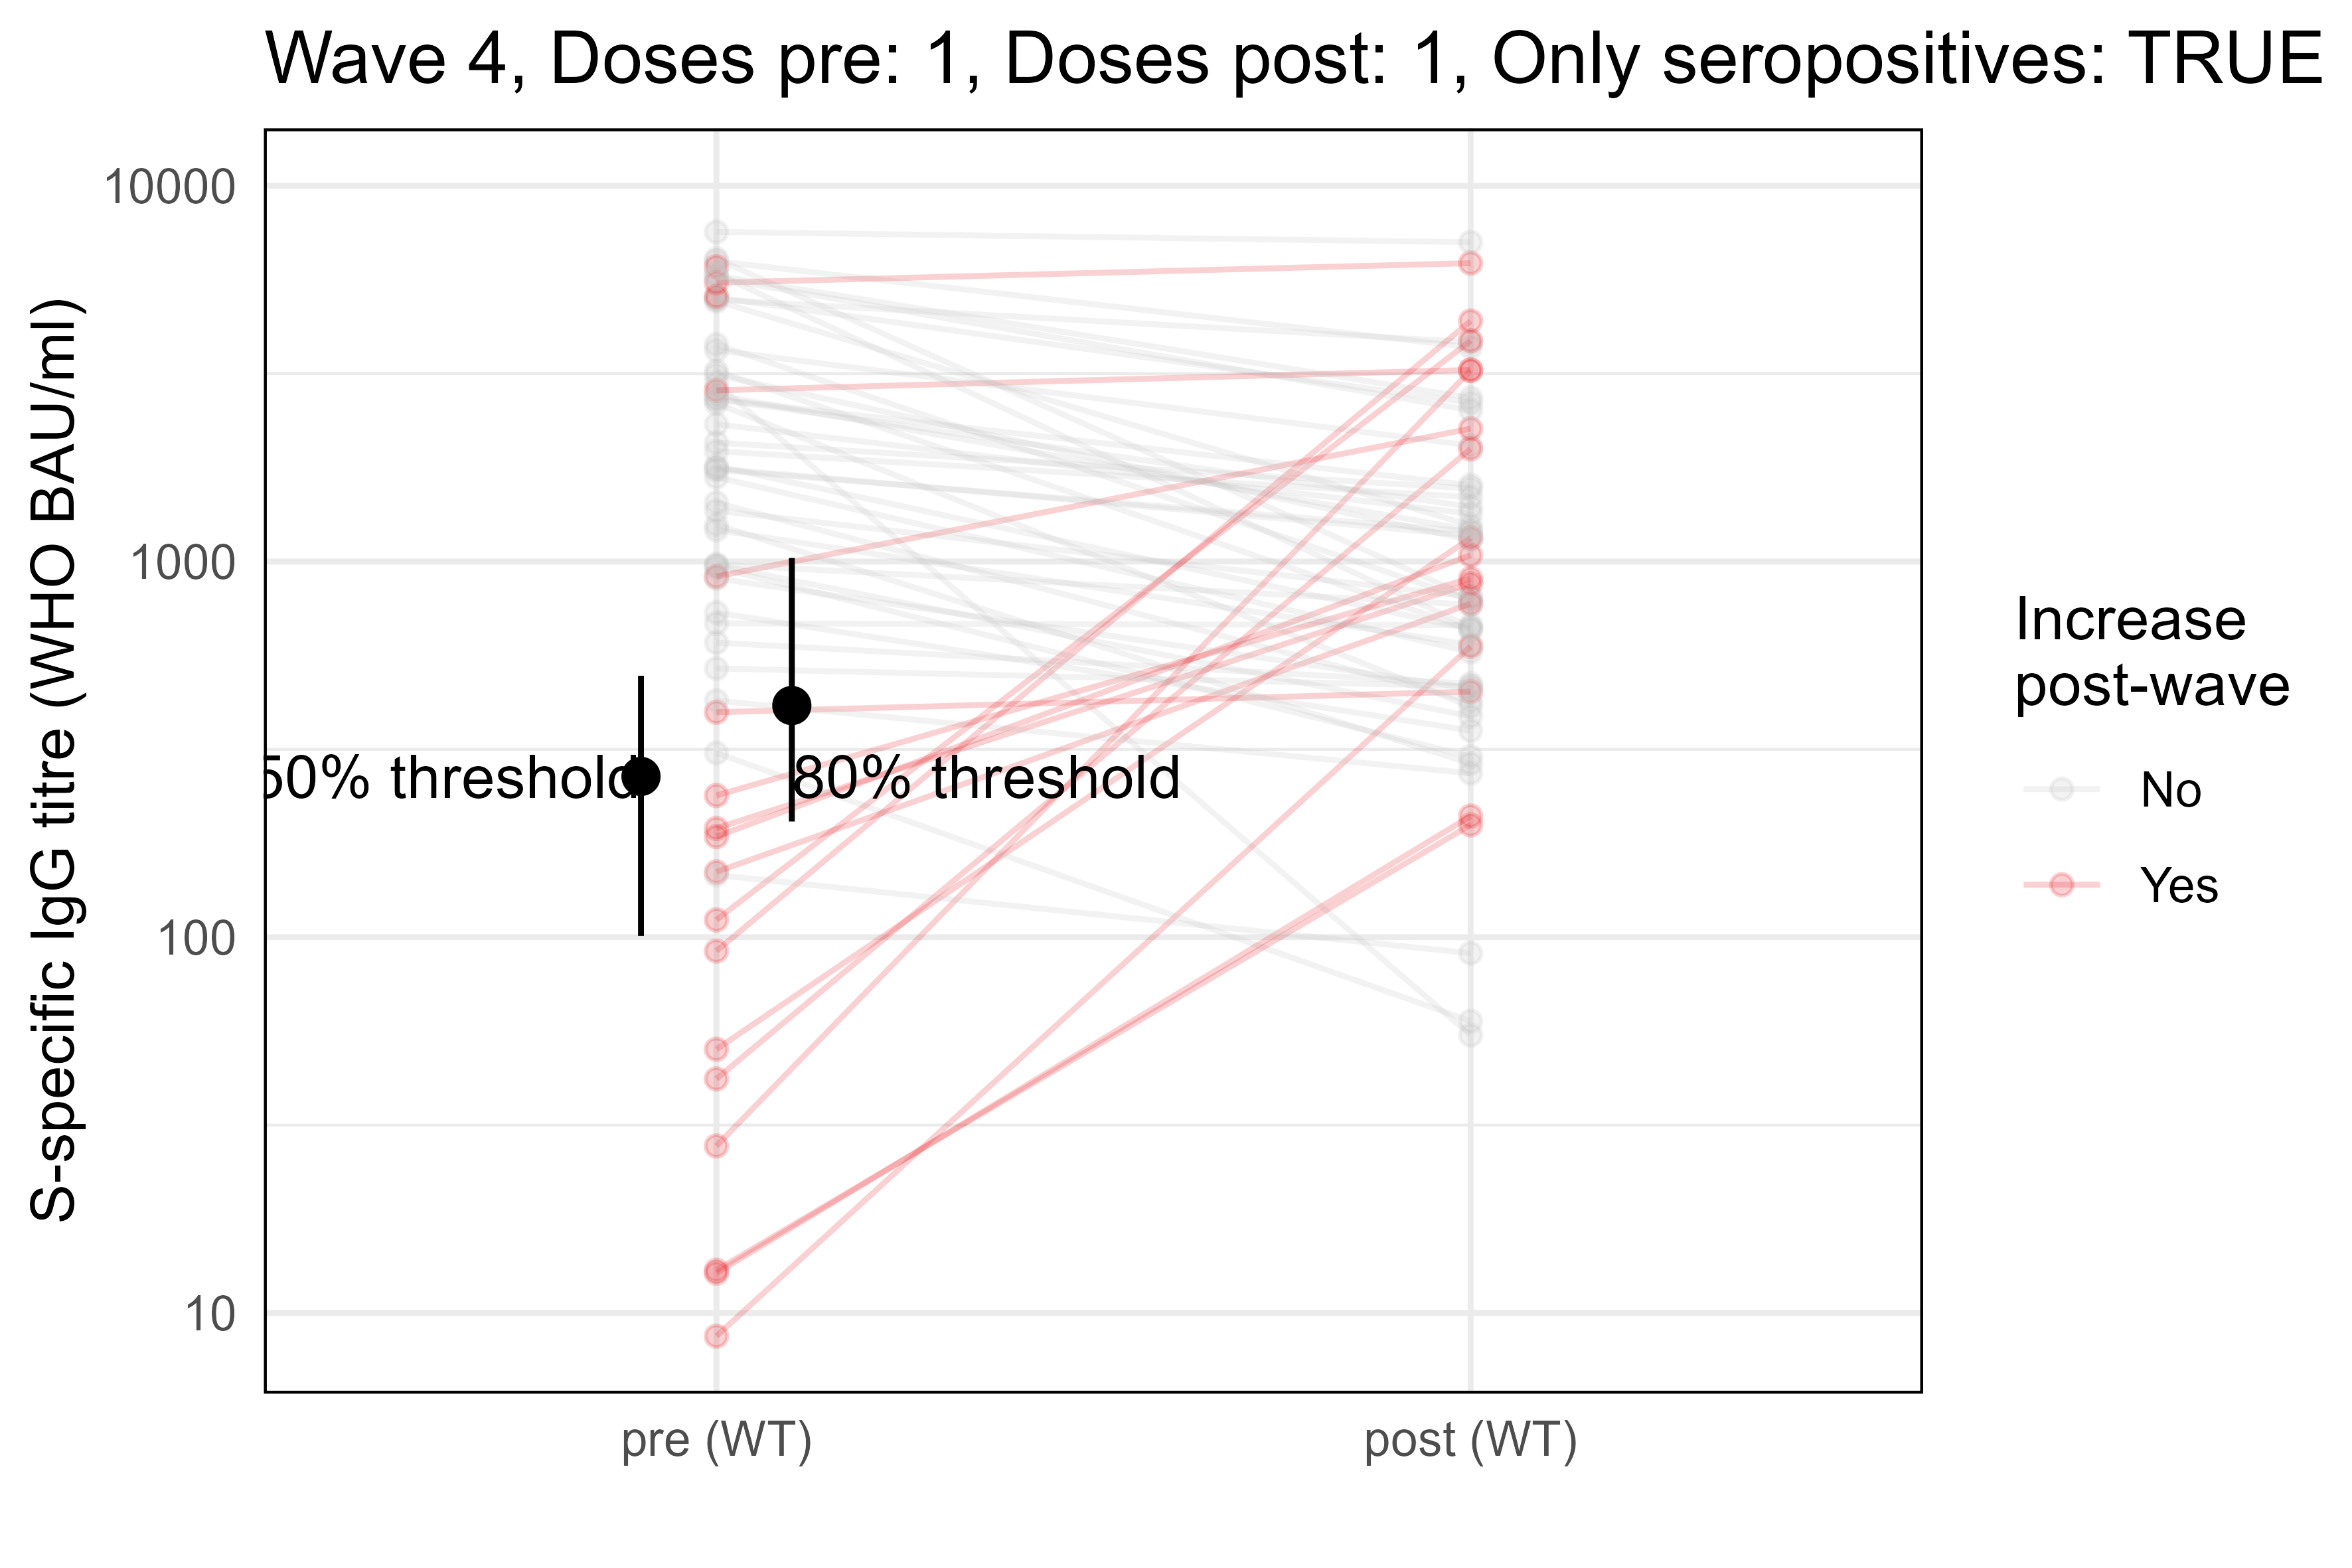 Wave 4, Doses pre: 1, Doses post: 1, Only seropositives: TRUE
S-specific IgG titre (WHO BAU/ml)
10000
1000
100
10
50% threshold
80% threshold
pre (WT)
post (WT)
Increase
post-wave
No
Yes